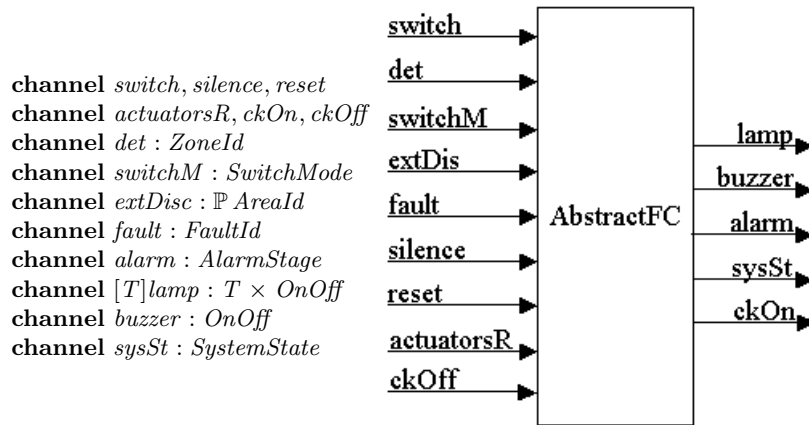 channel switch, silence, reset
channel actuatorsR, ckOn, ckOff
channel det : ZoneId
channel switchM : SwitchMode
channel extDisc : ℙ AreaId
channel fault : FaultId
channel alarm : AlarmStage
channel [T]lamp : T × OnOff
channel buzzer : OnOff
channel sysSt : SystemState
switch
det
switchM
extDis
fault
silence
reset
actuatorsR
ckOff
AbstractFC
lamp
buzzer
alarm
sysSt
ckOn